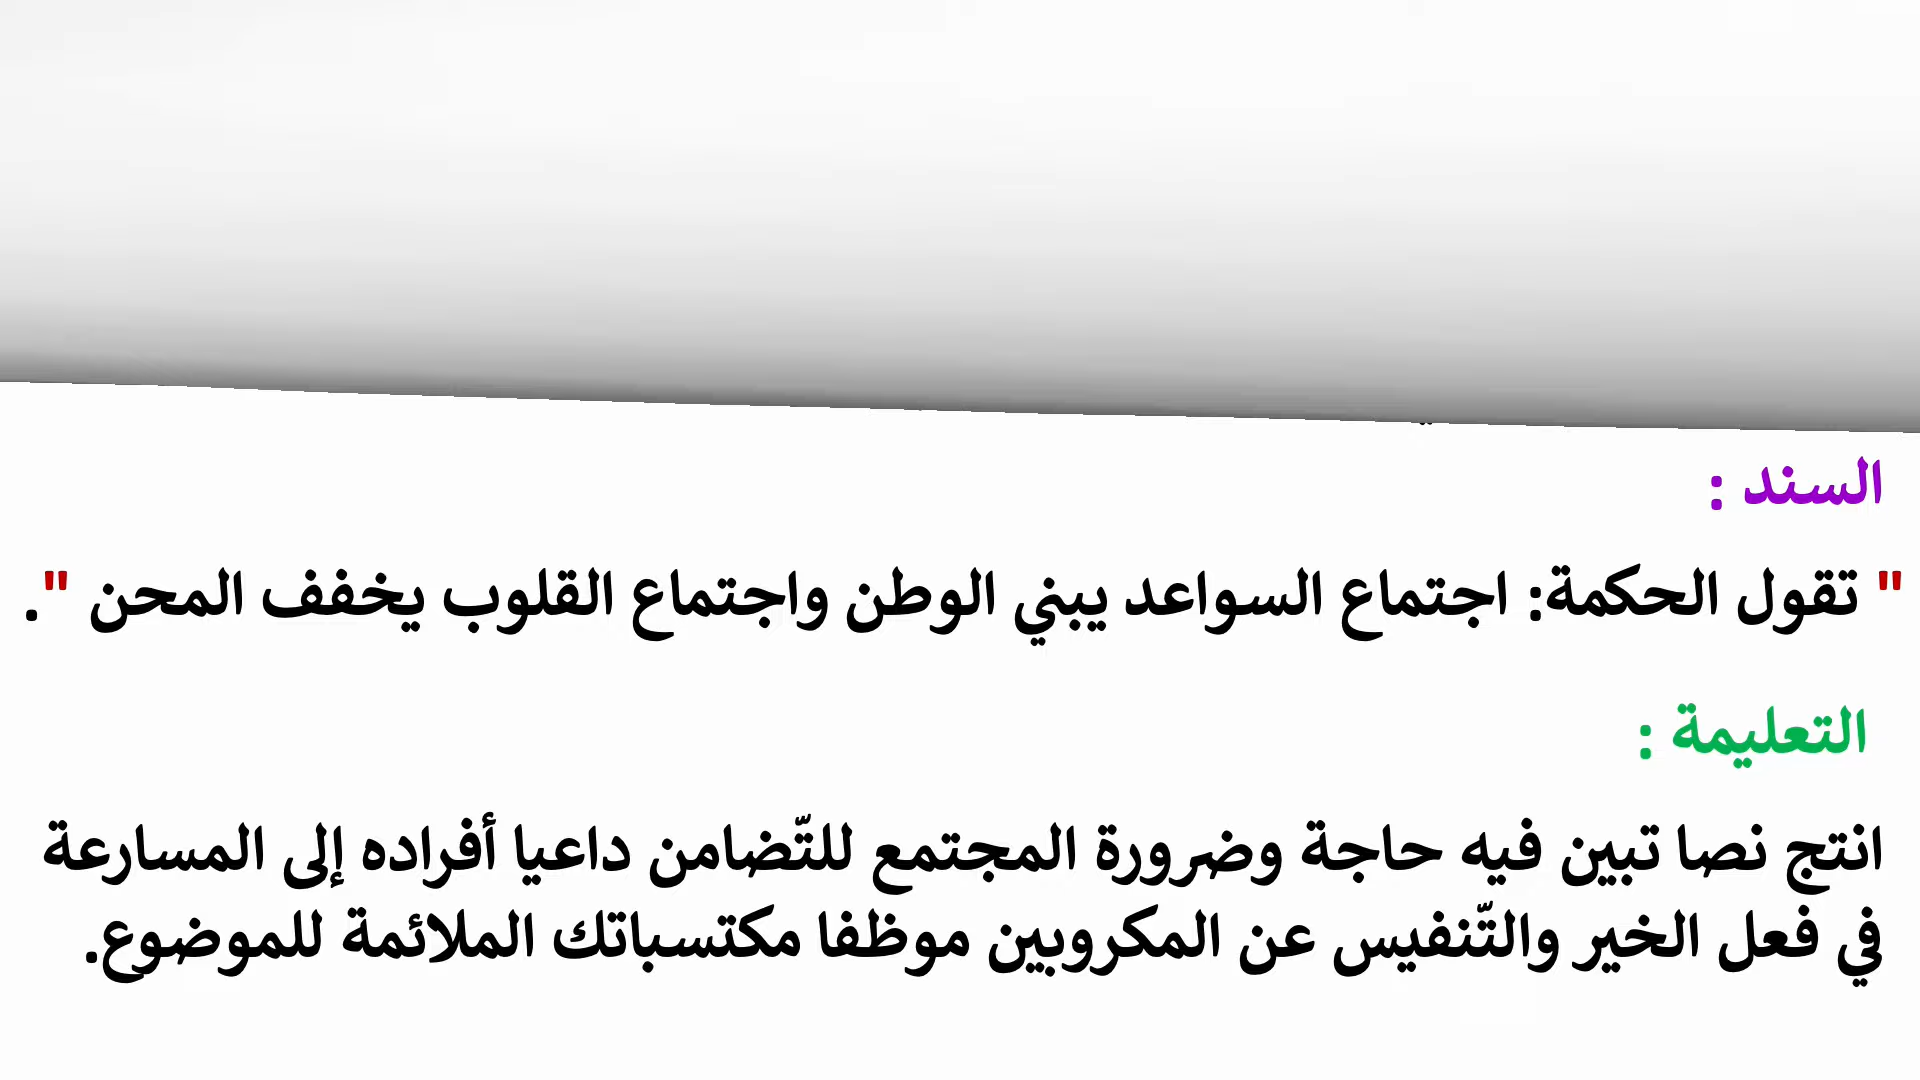 السند :
" تقول الحكمة: اجتماع السواعد يبني الوطن واجتماع القلوب يخفف المحن ".
التعليمة :
انتج نصا تبين فيه حاجة وضرورة المجتمع للتّضامن داعيا أفراده إلى المسارعة
في فعل الخير والتّنفيس عن المكروبين موظفا مكتسباتك الملائمة للموضوع.